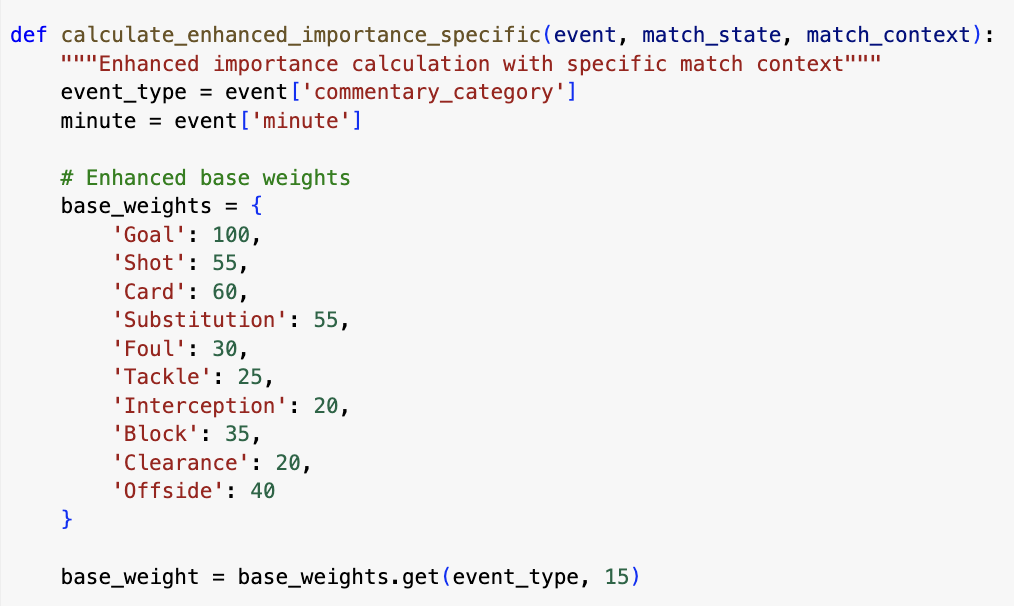 def calculate_enhanced_importance_specific(event, match_state, match_context):
    """Enhanced importance calculation with specific match context"""
    event_type = event['commentary_category']
    minute = event['minute']

    # Enhanced base weights
    base_weights = {
        'Goal': 100,
        'Shot': 55,
        'Card': 60,
        'Substitution': 55,
        'Foul': 30,
        'Tackle': 25,
        'Interception': 20,
        'Block': 35,
        'Clearance': 20,
        'Offside': 40
    }

    base_weight = base_weights.get(event_type, 15)